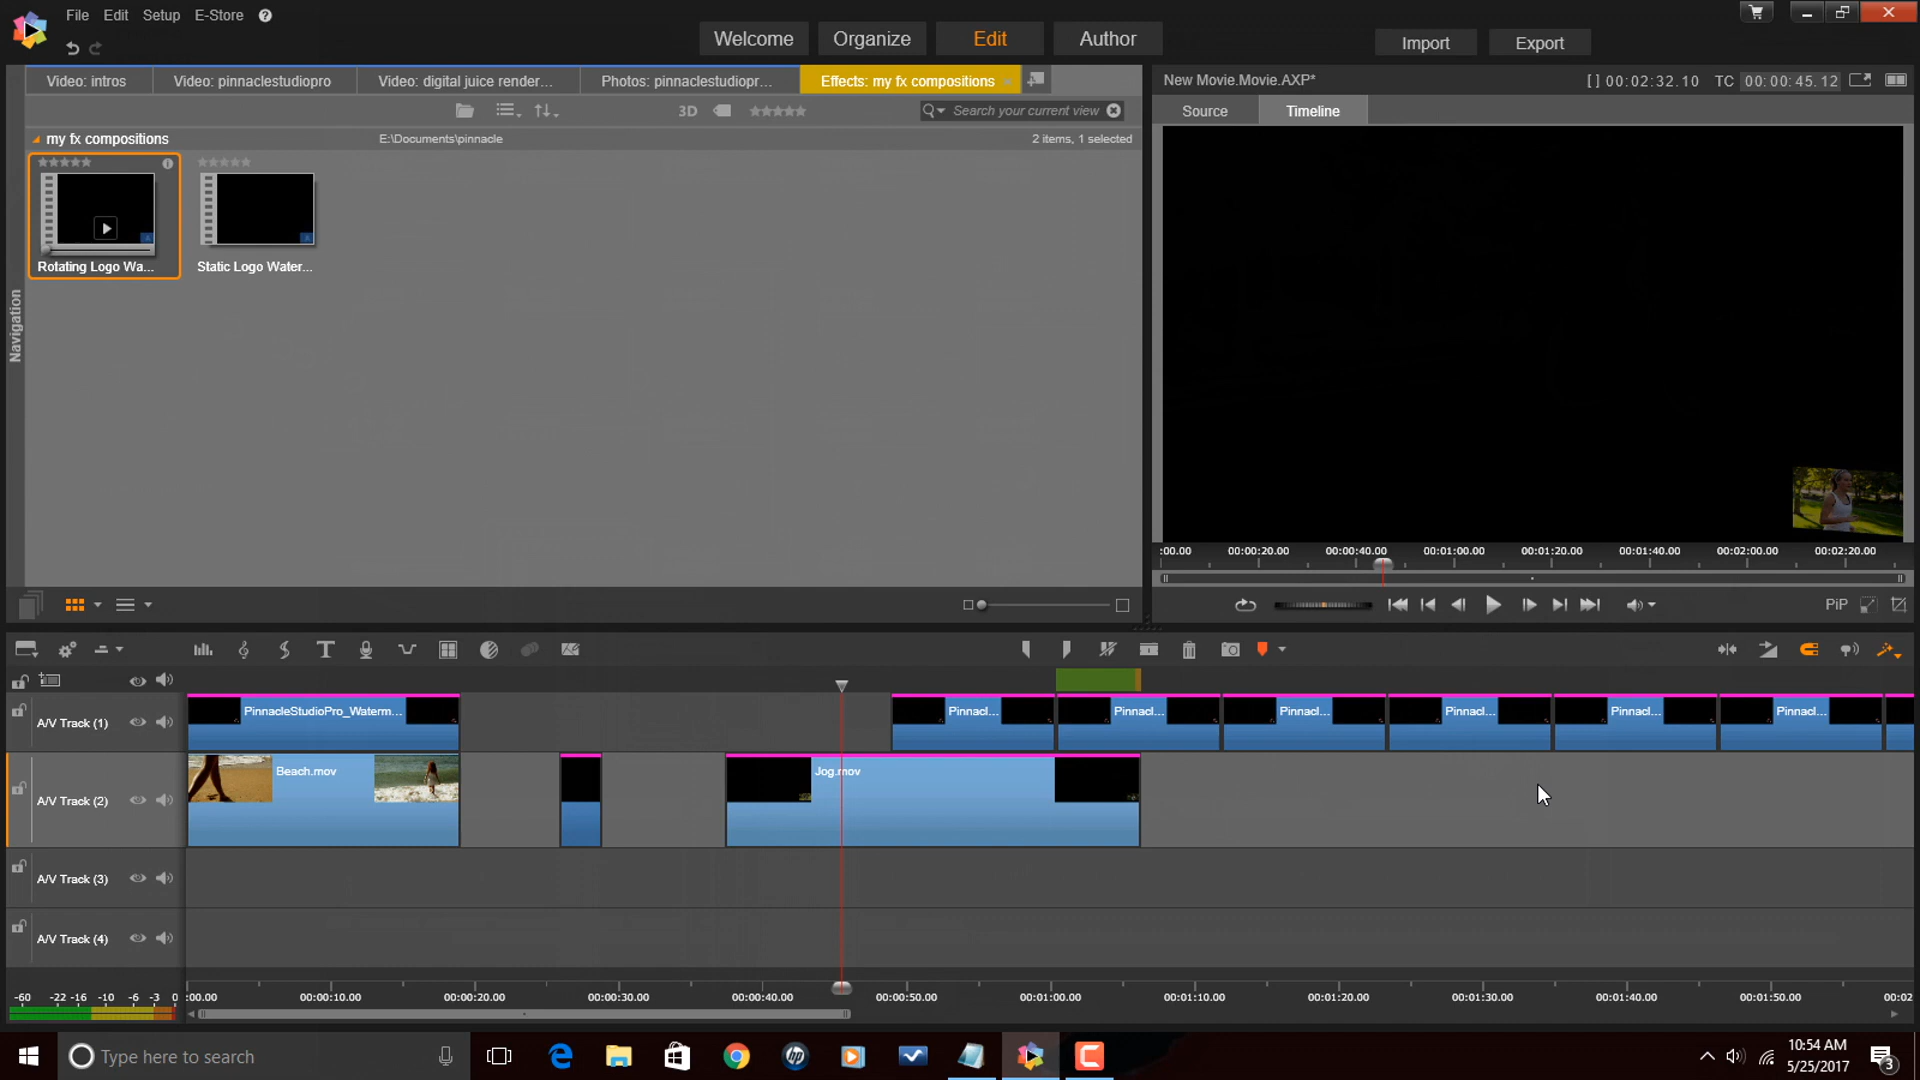 File Edit Setup E-Store ?
Welcome Organize Edit Author Import Export
Video: intros Video: pinnaclestudiopro Video: digital juice render... Photos: pinnaclestudiopr... Effects: my fx compositions
New Movie.Movie.AXP* [ ] 00:02:32.10 TC 00:00:45.12
3D Search your current view
Source Timeline
my fx compositions E:\Documents\pinnacle 2 items, 1 selected
Rotating Logo Wa... Static Logo Water...
Navigation
:00.00 00:00:20.00 00:00:40.00 00:01:00.00 00:01:20.00 00:01:40.00 00:02:00.00 00:02:20.00
PiP
A/V Track (1) PinnacleStudioPro_Waterm... Pinnacl... Pinnacl... Pinnacl... Pinnacl... Pinnacl... Pinnacl...
A/V Track (2) Beach.mov Jog.mov
A/V Track (3)
A/V Track (4)
-60 -22 -16 -10 -6 -3 0 :00.00 00:00:10.00 00:00:20.00 00:00:30.00 00:00:40.00 00:00:50.00 00:01:00.00 00:01:10.00 00:01:20.00 00:01:30.00 00:01:40.00 00:01:50.00 00:02
Type here to search
hp
10:54 AM
5/25/2017
3